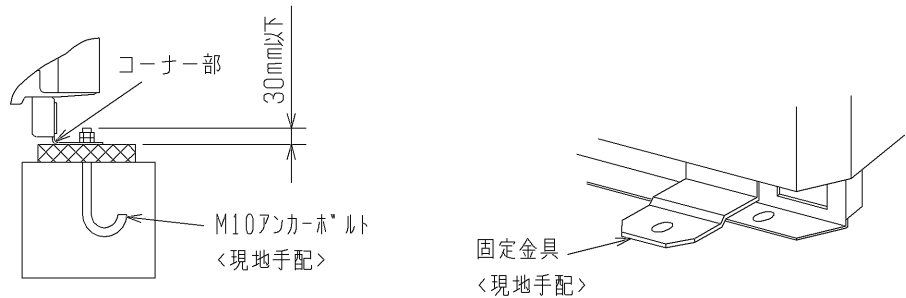 コーナー部
30mm以下
M10アンカーボルト
<現地手配>
固定金具
<現地手配>